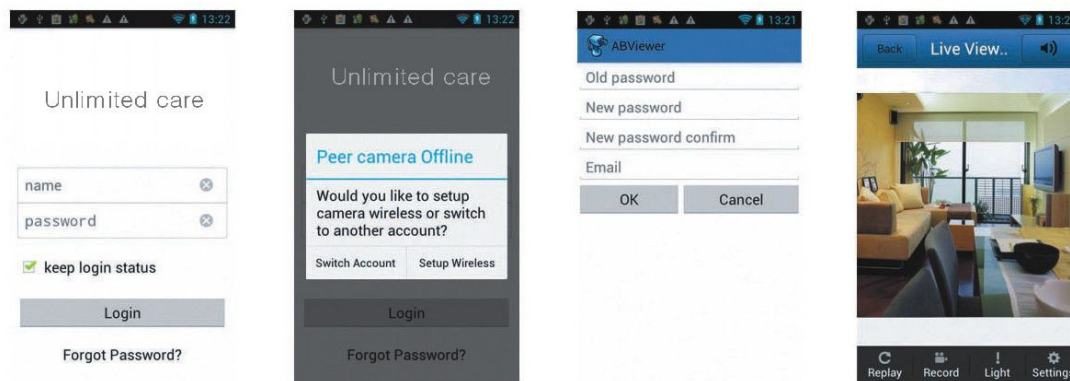 13:22
Unlimited care
name
password
keep login status
Login
Forgot Password?
13:22
Unlimited care
Peer camera Offline
Would you like to setup
camera wireless or switch
to another account?
Switch Account Setup Wireless
Login
Forgot Password?
13:21
ABViewer
Old password
New password
New password confirm
Email
OK Cancel
13:2
Back Live View.. 
Replay Record Light Settings